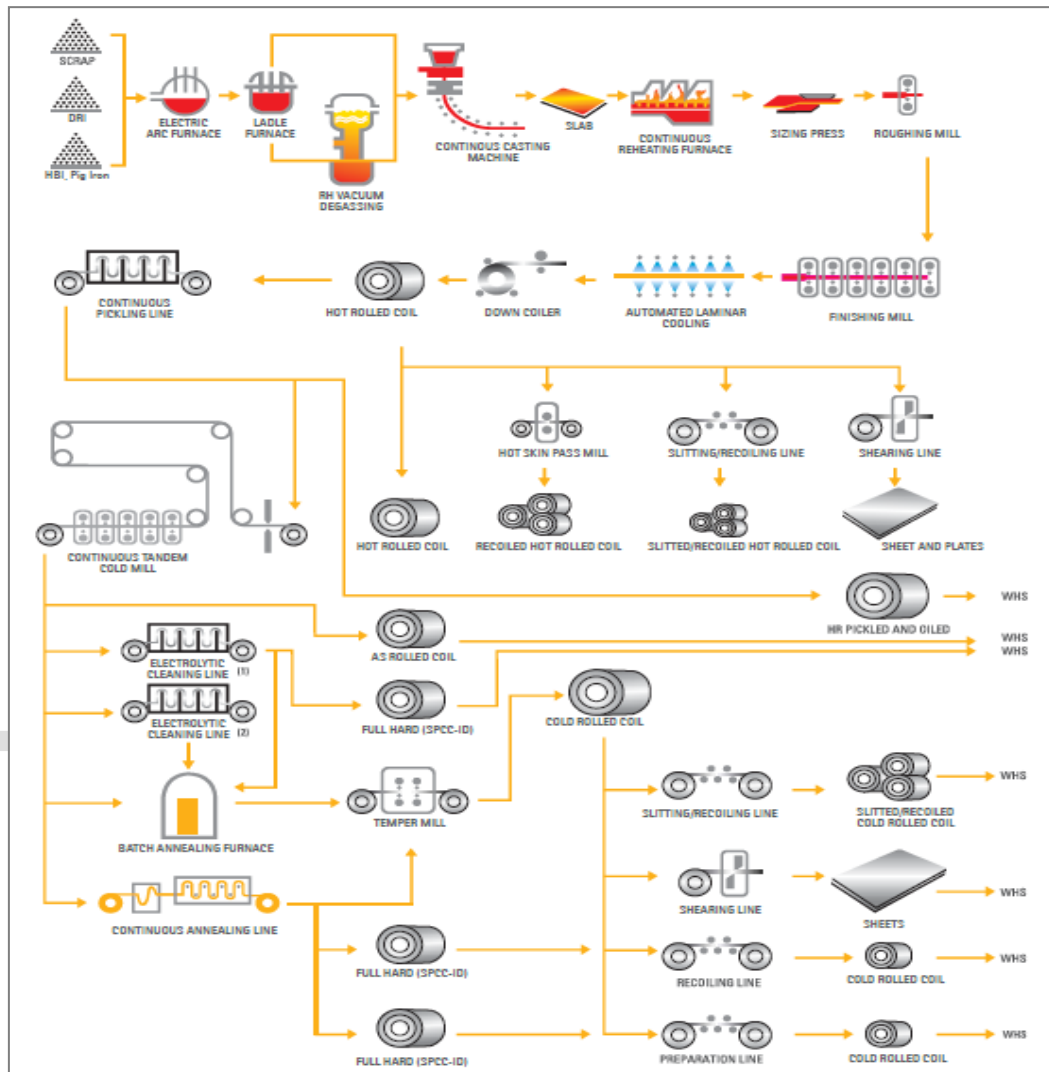 SCRAP
DRI
HBI, Pig Iron
ELECTRIC
ARC FURNACE
LADLE
FURNACE
RH VACUUM
DEGASSING
CONTINOUS CASTING
MACHINE
SLAB
CONTINUOUS
REHEATING FURNACE
SIZING PRESS
ROUGHING MILL
CONTINUOUS
PICKLING LINE
HOT ROLLED COIL
DOWN COILER
AUTOMATED LAMINAR
COOLING
FINISHING MILL
HOT SKIN PASS MILL
SLITTING/RECOILING LINE
SHEARING LINE
CONTINUOUS TANDEM
COLD MILL
HOT ROLLED COIL
RECOILED HOT ROLLED COIL
SLITTED/RECOILED HOT ROLLED COIL
SHEET AND PLATES
HR PICKLED AND OILED
WHS
AS ROLLED COIL
WHS
WHS
ELECTROLYTIC
CLEANING LINE (1)
ELECTROLYTIC
CLEANING LINE (2)
FULL HARD (SPCC-ID)
COLD ROLLED COIL
BATCH ANNEALING FURNACE
TEMPER MILL
SLITTING/RECOILING LINE
SLITTED/RECOILED
COLD ROLLED COIL
WHS
CONTINUOUS ANNEALING LINE
SHEARING LINE
SHEETS
WHS
FULL HARD (SPCC-ID)
RECOILING LINE
COLD ROLLED COIL
WHS
FULL HARD (SPCC-ID)
PREPARATION LINE
COLD ROLLED COIL
WHS